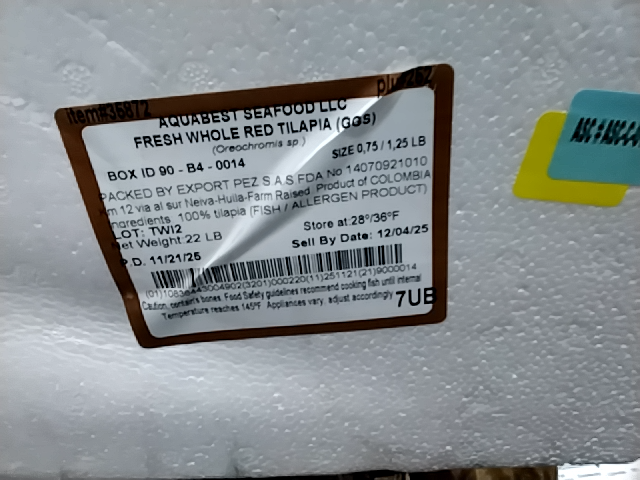 item#35872
AQUABEST SEAFOOD LLC
FRESH WHOLE RED TILAPIA (GGS)
(Oreochromis sp.)
BOX ID 90 - B4 - 0014
SIZE 0,75 / 1,25 LB
PACKED BY EXPORT PEZ S.A.S FDA No 14070921010
Km 12 via al sur Neiva-Huila-Farm Raised. Product of COLOMBIA
Ingredients. 100% tilapia (FISH / ALLERGEN PRODUCT)
LOT: TWI2
Store at:28°/36°F
Net Weight:22 LB
Sell By Date: 12/04/25
P.D. 11/21/25
Caution, contains bones. Food Safety guidelines recommend cooking fish until internal
Temperature reaches 145°F. Appliances vary, adjust accordingly
7UB